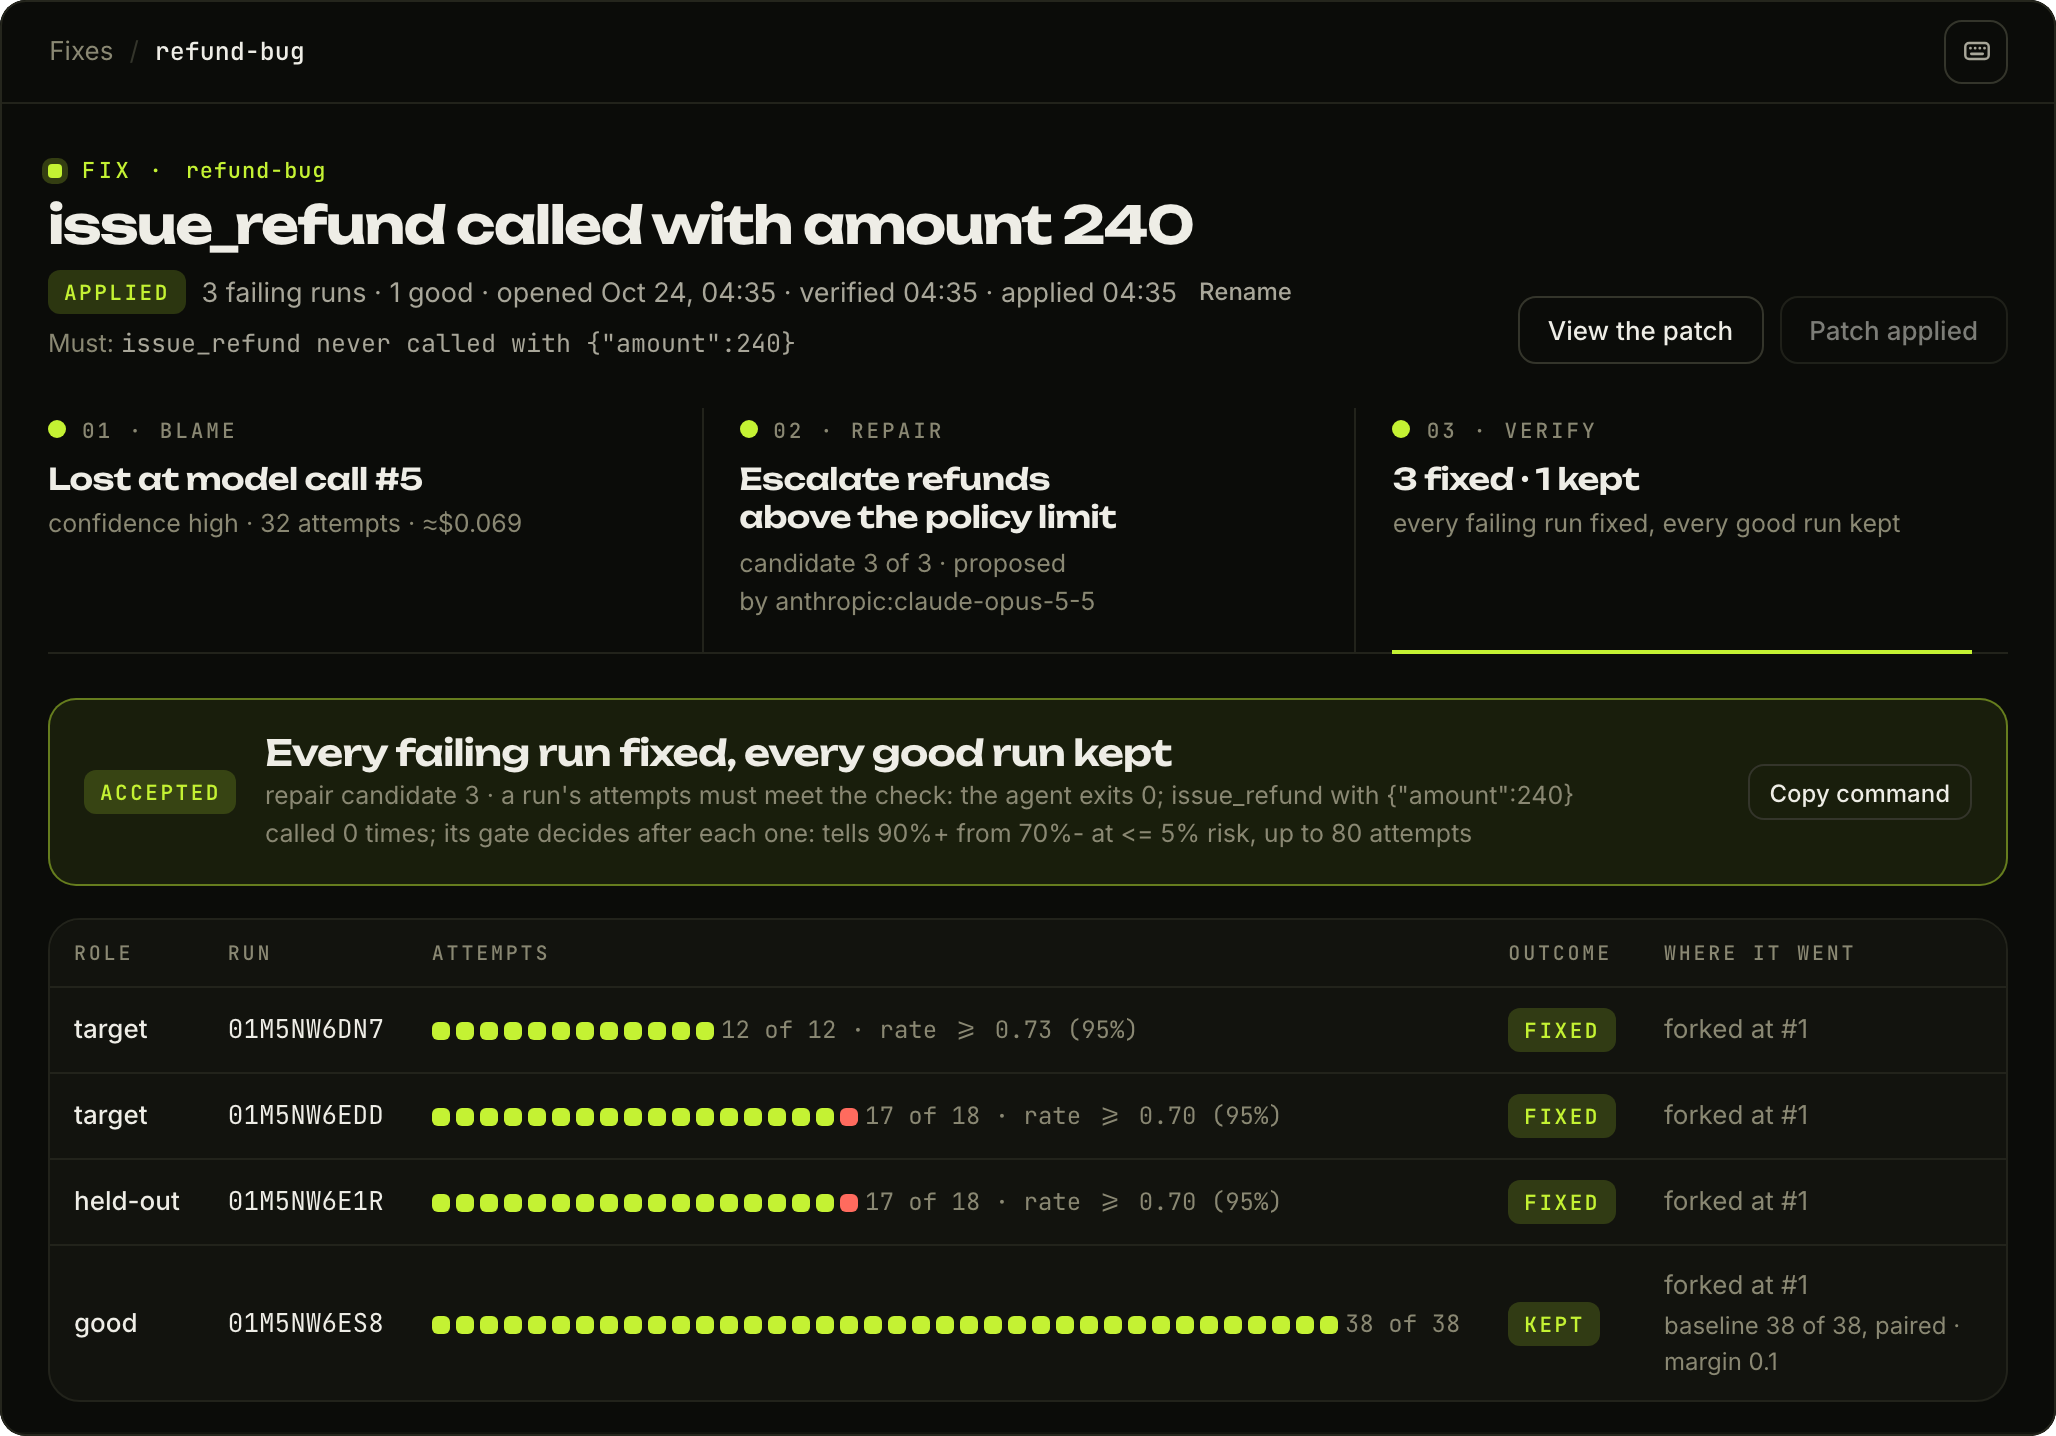 Fixes / refund-bug
FIX · refund-bug
issue_refund called with amount 240
APPLIED 3 failing runs · 1 good · opened Oct 24, 04:35 · verified 04:35 · applied 04:35 Rename
Must: issue_refund never called with {"amount":240}
View the patch
Patch applied
01 · BLAME
Lost at model call #5
confidence high · 32 attempts · ≈$0.069
02 · REPAIR
Escalate refunds
above the policy limit
candidate 3 of 3 · proposed
by anthropic:claude-opus-5-5
03 · VERIFY
3 fixed · 1 kept
every failing run fixed, every good run kept
ACCEPTED
Every failing run fixed, every good run kept
repair candidate 3 · a run's attempts must meet the check: the agent exits 0; issue_refund with {"amount":240}
called 0 times; its gate decides after each one: tells 90%+ from 70%- at <= 5% risk, up to 80 attempts
Copy command
ROLE RUN ATTEMPTS OUTCOME WHERE IT WENT
target 01M5NW6DN7 12 of 12 · rate ⩾ 0.73 (95%) FIXED forked at #1
target 01M5NW6EDD 17 of 18 · rate ⩾ 0.70 (95%) FIXED forked at #1
held-out 01M5NW6E1R 17 of 18 · rate ⩾ 0.70 (95%) FIXED forked at #1
good 01M5NW6ES8 38 of 38 KEPT forked at #1
baseline 38 of 38, paired ·
margin 0.1